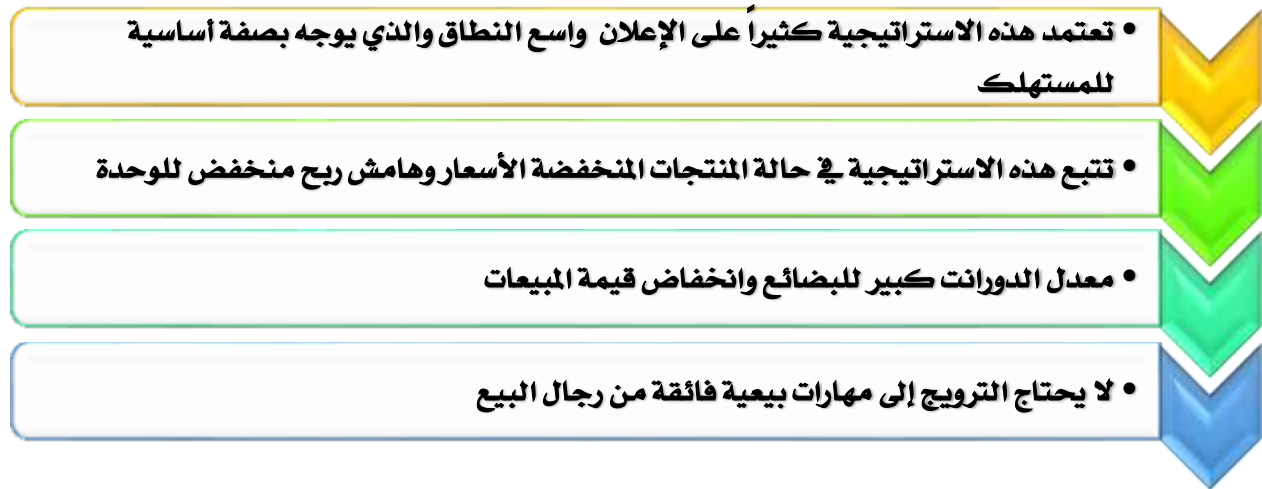 • تعتمد هذه الاستراتيجية كثيراً على الإعلان واسع النطاق والذي يوجه بصفة أساسية
للمستهلك
• تتبع هذه الاستراتيجية في حالة المنتجات المنخفضة الأسعار وهامش ربح منخفض للوحدة
• معدل الدورانت كبير للبضائع وانخفاض قيمة المبيعات
• لا يحتاج الترويج إلى مهارات بيعية فائقة من رجال البيع